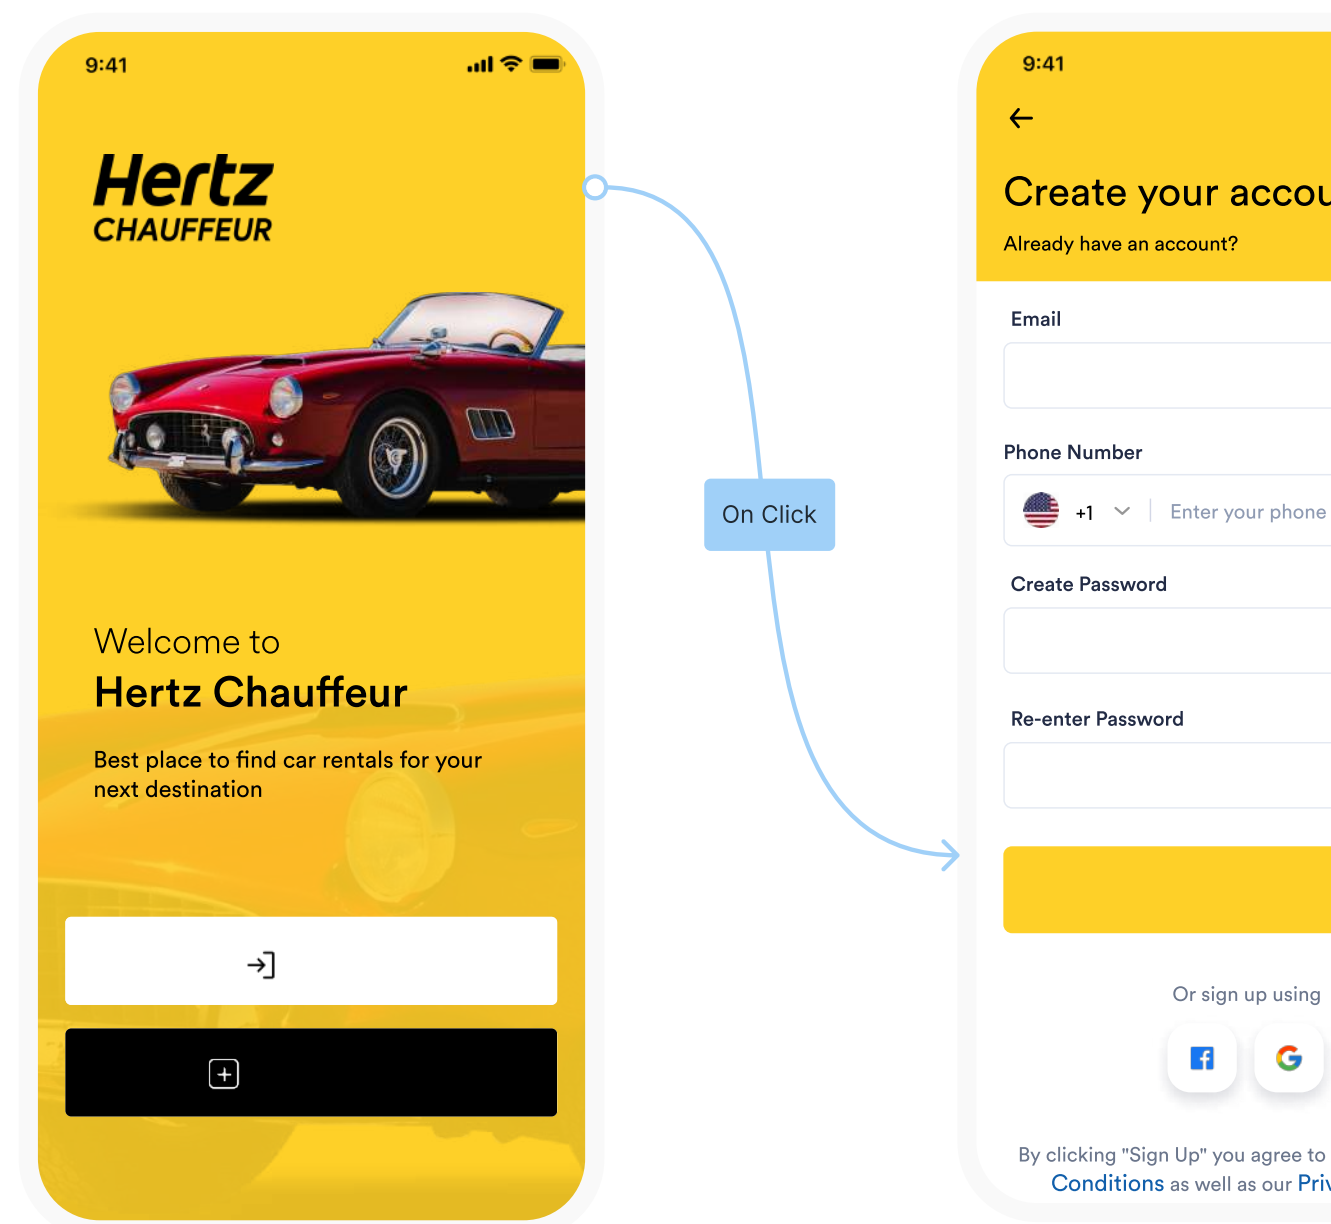 9:41
Hertz
CHAUFFEUR
Welcome to
Hertz Chauffeur
Best place to find car rentals for your
next destination
On Click
9:41
Create your accou
Already have an account?
Email
Phone Number
+1
Enter your phone
Create Password
Re-enter Password
Or sign up using
By clicking "Sign Up" you agree to
Conditions as well as our Priv